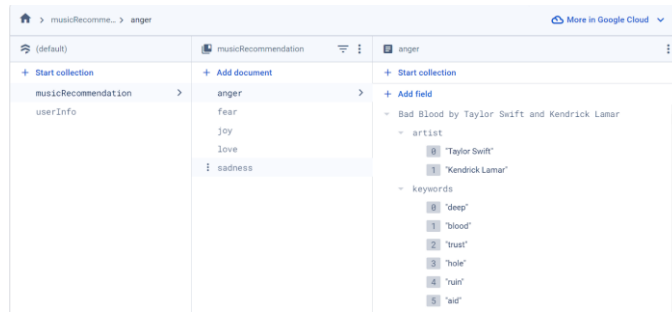 musicRecomme... > anger
More in Google Cloud
(default)
musicRecommendation
anger
+ Start collection
+ Add document
+ Start collection
musicRecommendation
anger
+ Add field
userInfo
fear
Bad Blood by Taylor Swift and Kendrick Lamar
joy
artist
love
0 "Taylor Swift"
sadness
1 "Kendrick Lamar"
keywords
0 "deep"
1 "blood"
2 "trust"
3 "hole"
4 "ruin"
5 "aid"